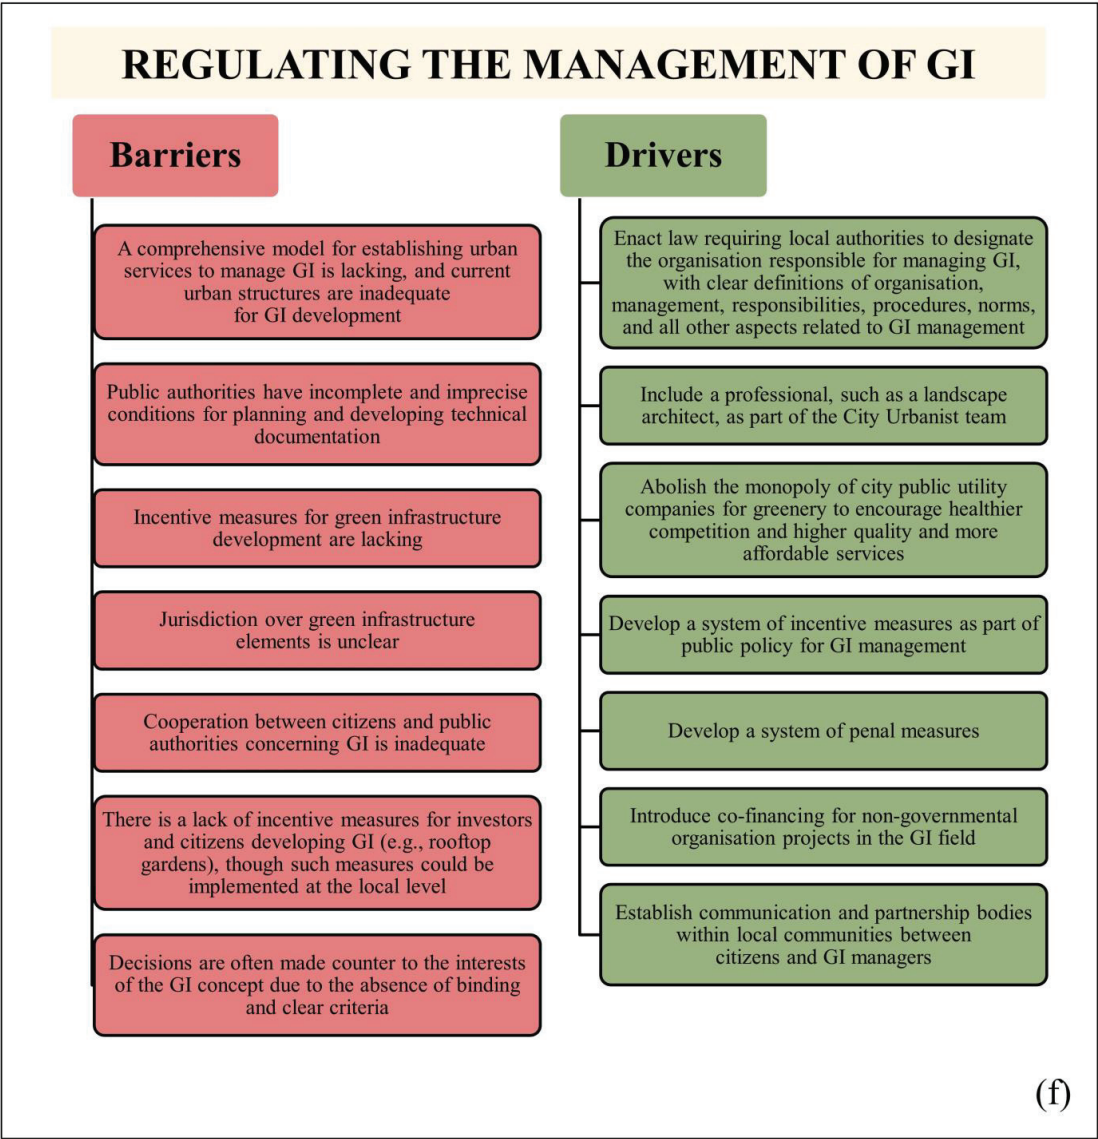 REGULATING THE MANAGEMENT OF GI
Barriers
A comprehensive model for establishing urban
services to manage GI is lacking, and current
urban structures are inadequate
for GI development
Public authorities have incomplete and imprecise
conditions for planning and developing technical
documentation
Incentive measures for green infrastructure
development are lacking
Jurisdiction over green infrastructure
elements is unclear
Cooperation between citizens and public
authorities concerning GI is inadequate
There is a lack of incentive measures for investors
and citizens developing GI (e.g., rooftop
gardens), though such measures could be
implemented at the local level
Decisions are often made counter to the interests
of the GI concept due to the absence of binding
and clear criteria
Drivers
Enact law requiring local authorities to designate
the organisation responsible for managing GI,
with clear definitions of organisation,
management, responsibilities, procedures, norms,
and all other aspects related to GI management
Include a professional, such as a landscape
architect, as part of the City Urbanist team
Abolish the monopoly of city public utility
companies for greenery to encourage healthier
competition and higher quality and more
affordable services
Develop a system of incentive measures as part of
public policy for GI management
Develop a system of penal measures
Introduce co-financing for non-governmental
organisation projects in the GI field
Establish communication and partnership bodies
within local communities between
citizens and GI managers
(f)